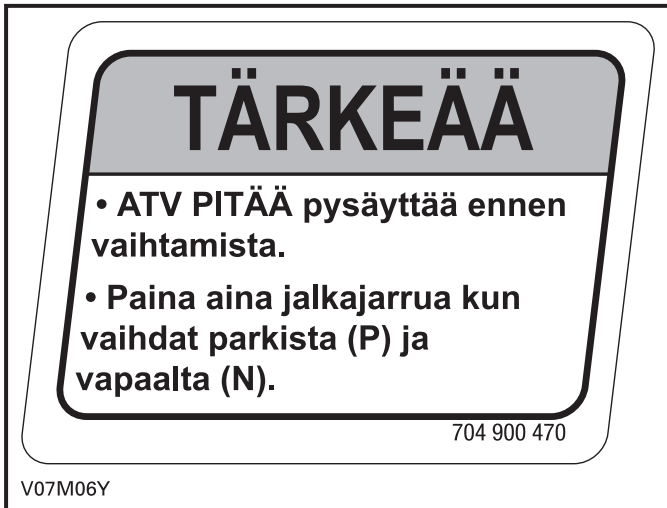 TÄRKEÄÄ
• ATV PITÄÄ pysäyttää ennen
vaihtamista.
• Paina aina jalkajarrua kun
vaihdat parkista (P) ja
vapaalta (N).
704 900 470
V07M06Y